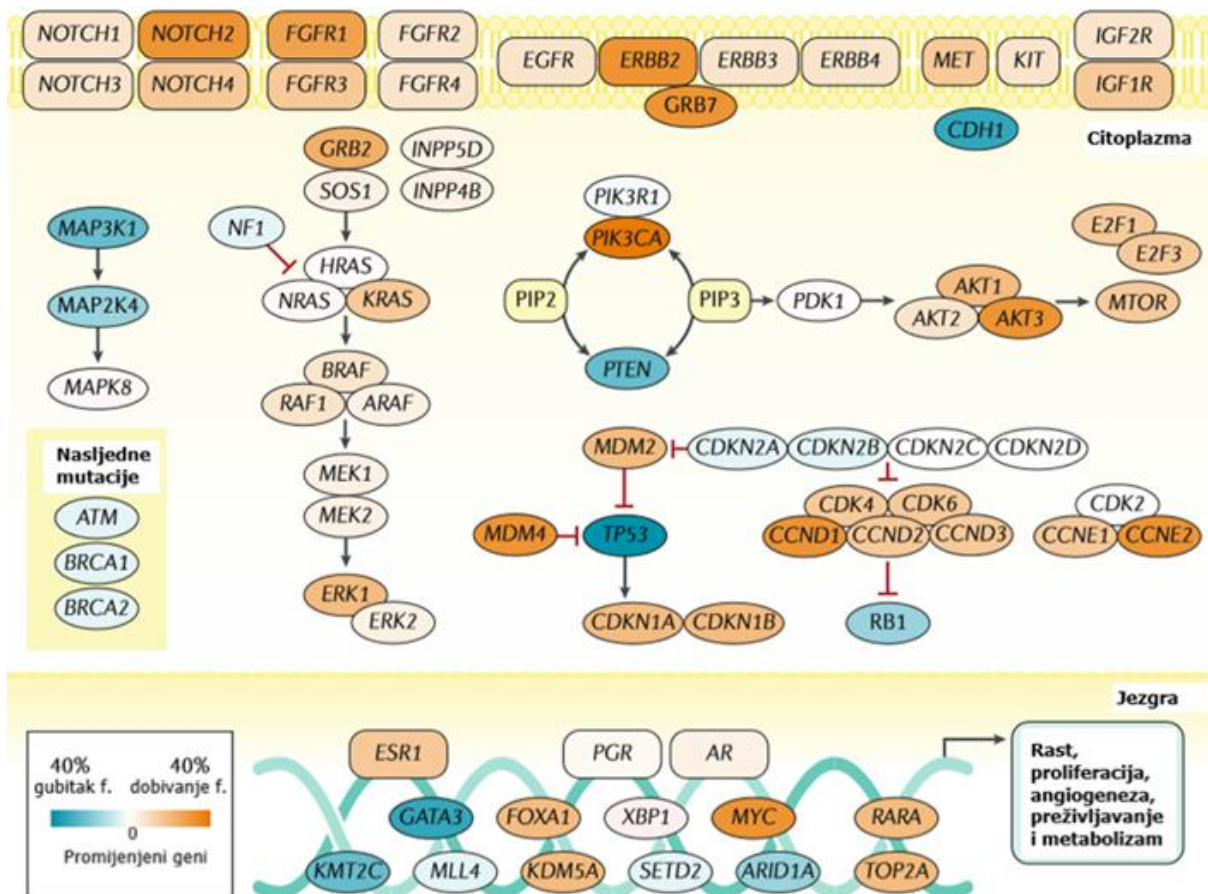 NOTCH1
NOTCH2
FGFR1
FGFR2
NOTCH3
NOTCH4
FGFR3
FGFR4
EGFR
ERBB2
ERBB3
ERBB4
GRB7
MET
KIT
IGF2R
IGF1R
CDH1
Citoplazma
GRB2
INPP5D
SOS1
INPP4B
MAP3K1
NF1
HRAS
NRAS
KRAS
MAP2K4
MAPK8
BRAF
RAF1
ARAF
MEK1
MEK2
ERK1
ERK2
PIK3R1
PIK3CA
PIP2
PIP3
PDK1
PTEN
AKT1
AKT2
AKT3
E2F1
E2F3
MTOR
Nasljedne
mutacije
ATM
BRCA1
BRCA2
MDM2
CDKN2A
CDKN2B
CDKN2C
CDKN2D
MDM4
TP53
CDK4
CDK6
CCND1
CCND2
CCND3
CDK2
CCNE1
CCNE2
CDKN1A
CDKN1B
RB1
Jezgra
40%
40%
gubitak f.
dobivanje f.
0
Promijenjeni geni
ESR1
PGR
AR
GATA3
FOXA1
XBP1
MYC
RARA
KMT2C
MLL4
KDM5A
SETD2
ARID1A
TOP2A
Rast,
proliferacija,
angiogeneza,
preživljavanje
i metabolizam